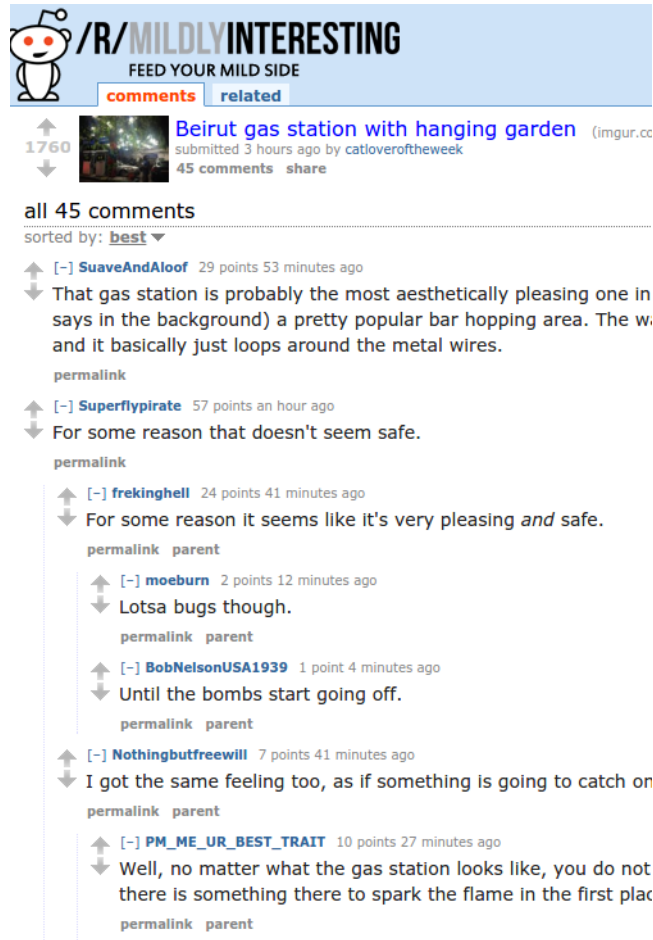 /R/MILDLYINTERESTING
FEED YOUR MILD SIDE
comments related
1760
Beirut gas station with hanging garden (imgur.co
submitted 3 hours ago by catloveroftheweek
45 comments share
all 45 comments
sorted by: best
[–] SuaveAndAloof 29 points 53 minutes ago
That gas station is probably the most aesthetically pleasing one in
says in the background) a pretty popular bar hopping area. The wa
and it basically just loops around the metal wires.
permalink
[–] Superflypirate 57 points an hour ago
For some reason that doesn't seem safe.
permalink
[–] frekinghell 24 points 41 minutes ago
For some reason it seems like it's very pleasing and safe.
permalink parent
[–] moeburn 2 points 12 minutes ago
Lotsa bugs though.
permalink parent
[–] BobNelsonUSA1939 1 point 4 minutes ago
Until the bombs start going off.
permalink parent
[–] Nothingbutfreewill 7 points 41 minutes ago
I got the same feeling too, as if something is going to catch on
permalink parent
[–] PM_ME_UR_BEST_TRAIT 10 points 27 minutes ago
Well, no matter what the gas station looks like, you do not
there is something there to spark the flame in the first plac
permalink parent